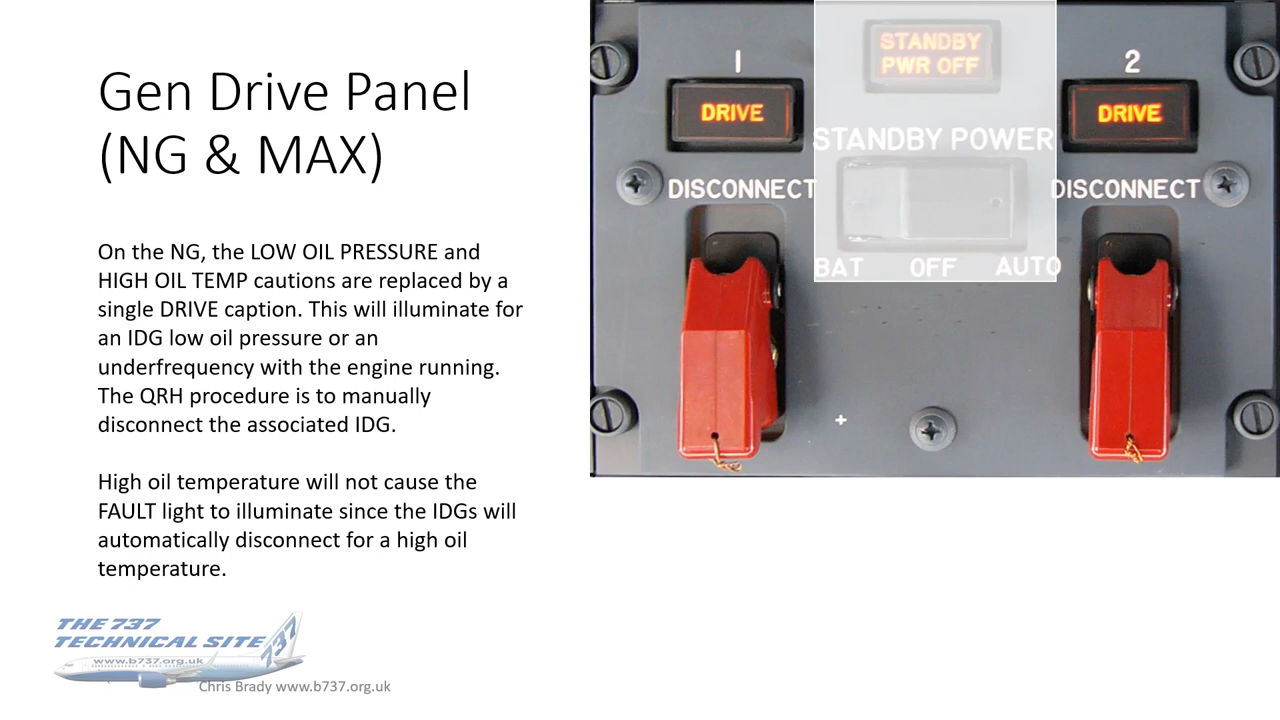 Gen Drive Panel
(NG & MAX)
On the NG, the LOW OIL PRESSURE and
HIGH OIL TEMP cautions are replaced by a
single DRIVE caption. This will illuminate for
an IDG low oil pressure or an
underfrequency with the engine running.
The QRH procedure is to manually
disconnect the associated IDG.
High oil temperature will not cause the
FAULT light to illuminate since the IDGs will
automatically disconnect for a high oil
temperature.
THE 737
TECHNICAL SITE
737
www.b737.org.uk
Chris Brady www.b737.org.uk
STANDBY
PWR OFF
1
2
DRIVE
DRIVE
STANDBY POWER
DISCONNECT
DISCONNECT
BAT OFF AUTO